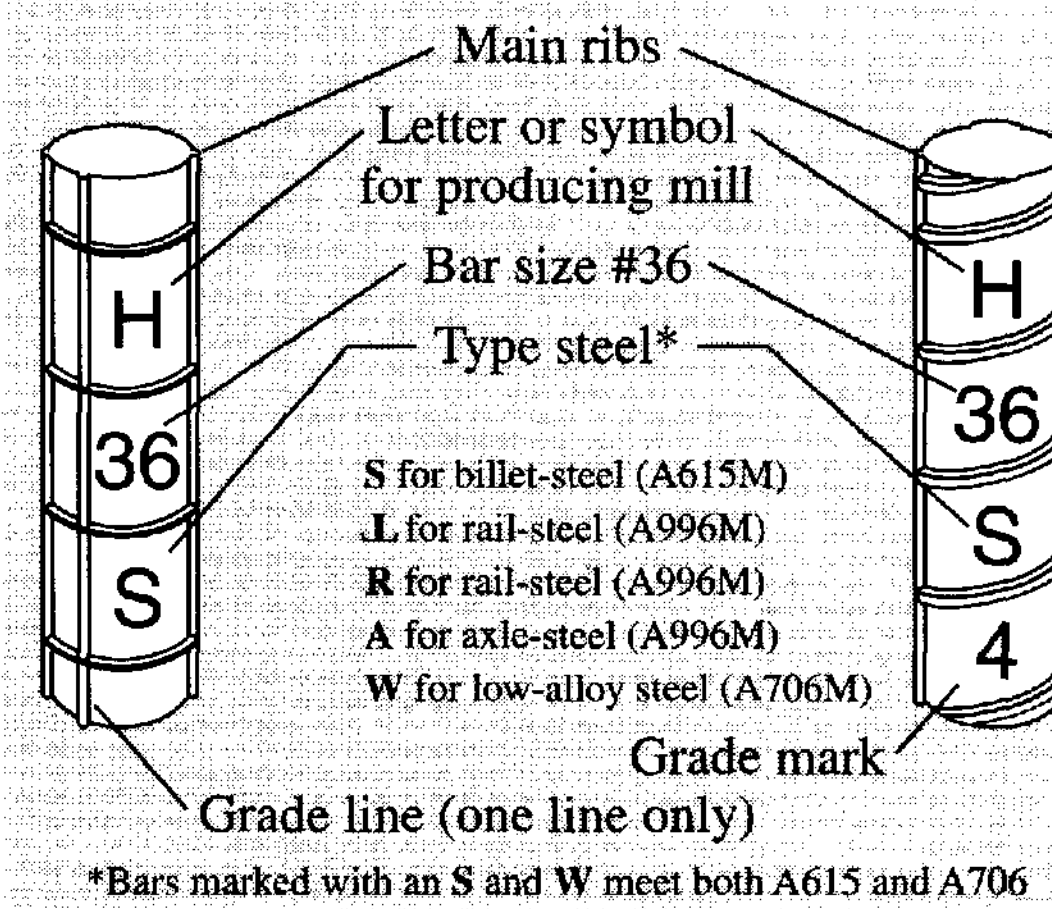 Main ribs
Letter or symbol
for producing mill
Bar size #36
Type steel*
H
36
S
H
36
S
4
S for billet-steel (A615M)
L for rail-steel (A996M)
R for rail-steel (A996M)
A for axle-steel (A996M)
W for low-alloy steel (A706M)
Grade mark
Grade line (one line only)
*Bars marked with an S and W meet both A615 and A706